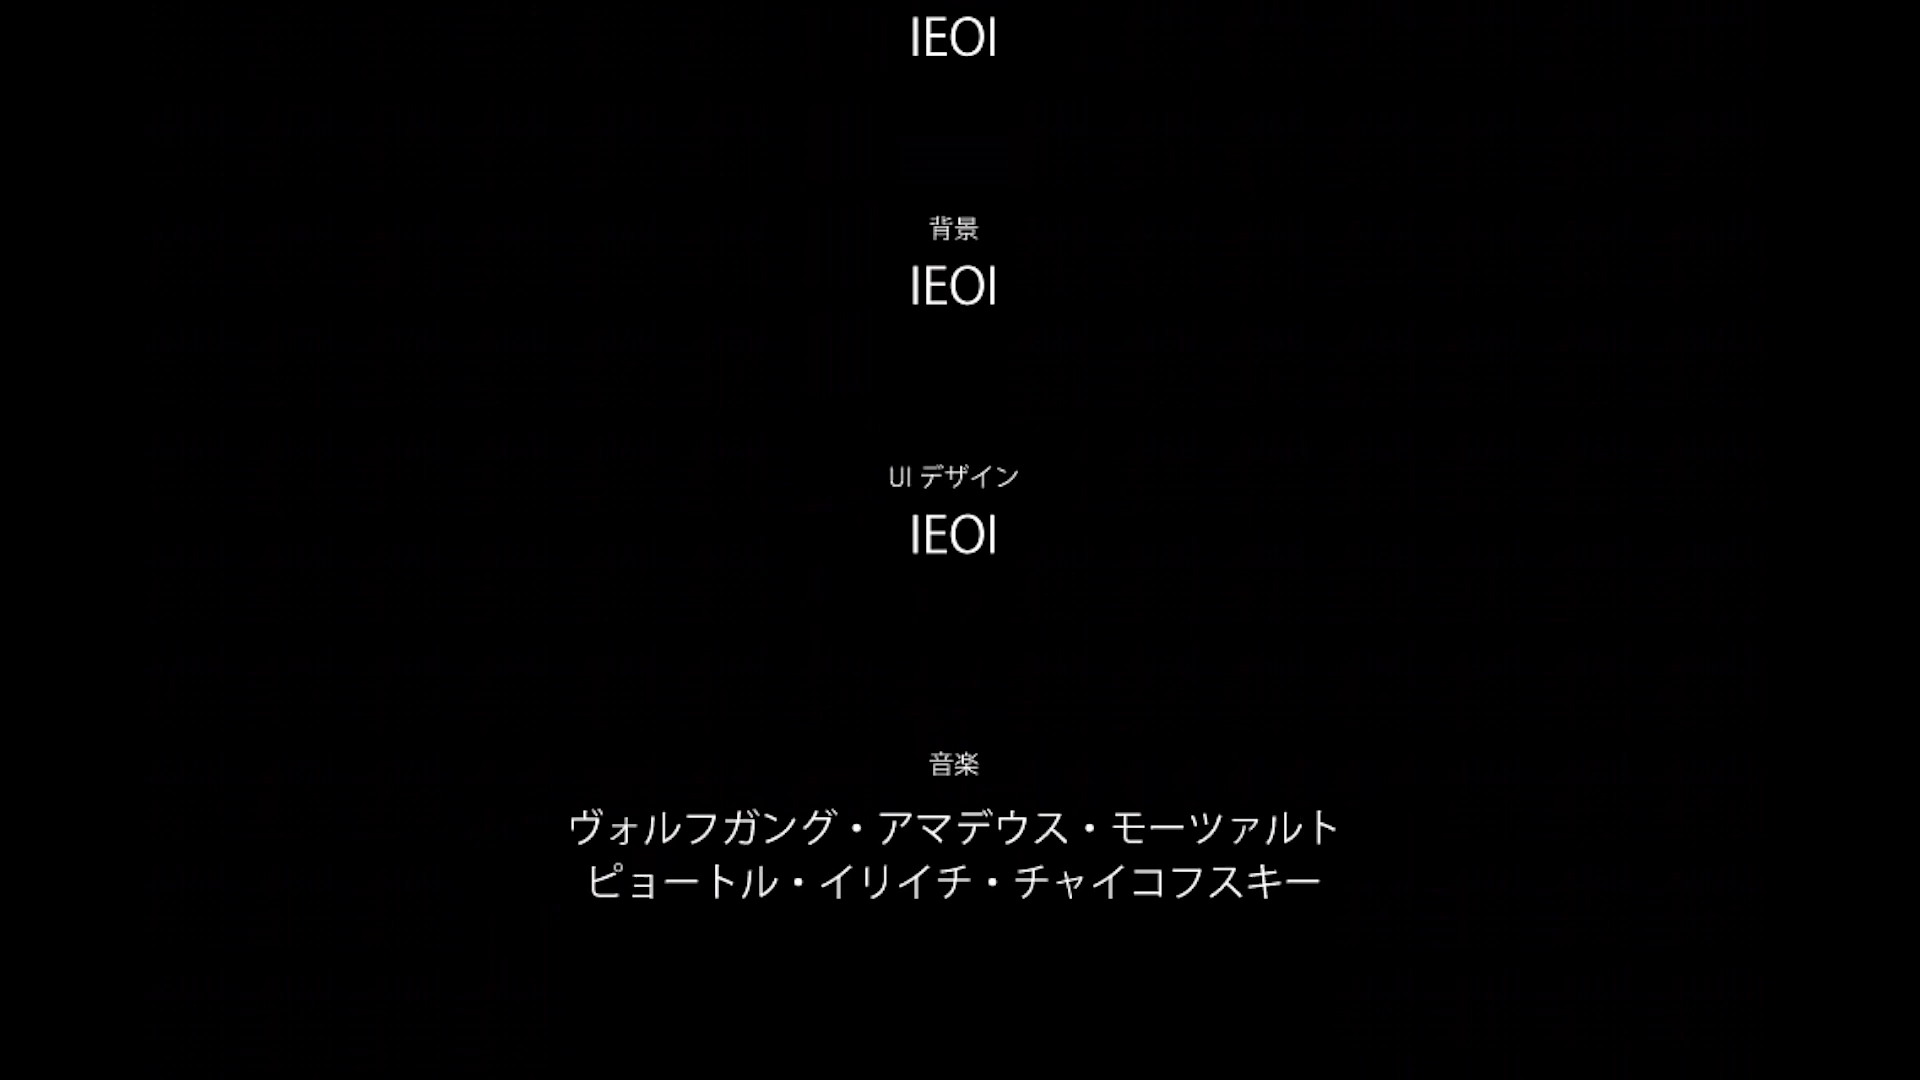 IEOI
背景
IEOI
UI デザイン
IEOI
音楽
ヴォルフガング・アマデウス・モーツァルト
ピョートル・イリイチ・チャイコフスキー